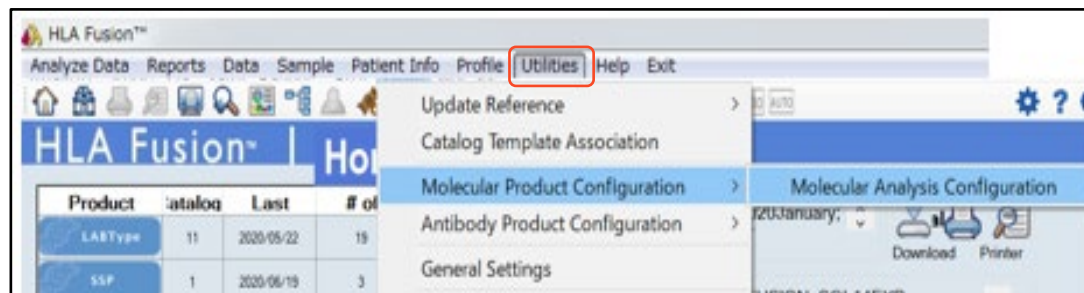 HLA Fusion™
Analyze Data Reports Data Sample Patient Info Profile Utilities Help Exit
HLA Fusion™
Update Reference
Catalog Template Association
Molecular Product Configuration
Molecular Analysis Configuration
Antibody Product Configuration
General Settings
Product Catalog Last # of
LABType 11 2020/05/22 19
SSP 1 2020/06/19 3
Download Printer